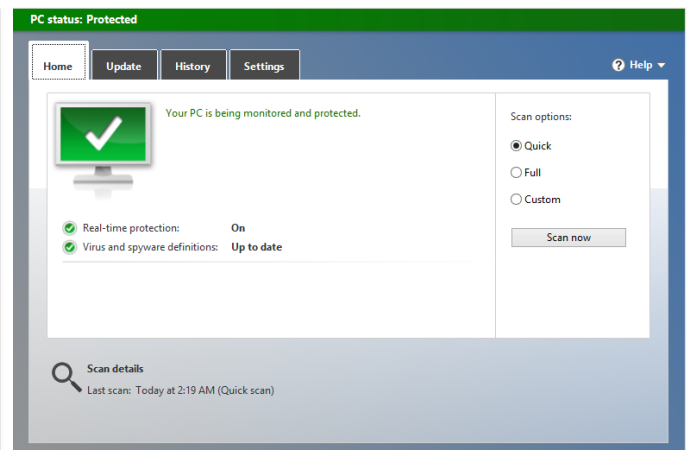 PC status: Protected
Home
Update
History
Settings
Help
Your PC is being monitored and protected.
Scan options:
Quick
Full
Custom
Scan now
Real-time protection: On
Virus and spyware definitions: Up to date
Scan details
Last scan: Today at 2:19 AM (Quick scan)